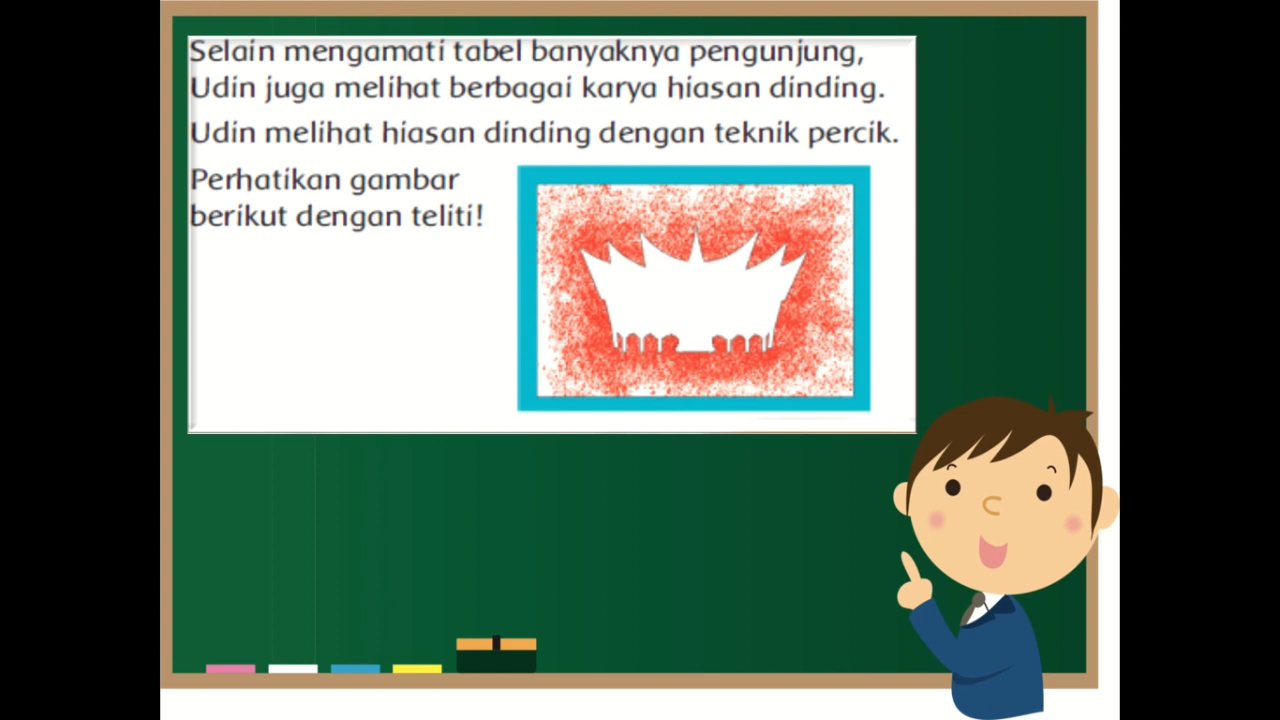 Selain mengamati tabel banyaknya pengunjung,
Udin juga melihat berbagai karya hiasan dinding.
Udin melihat hiasan dinding dengan teknik percik.
Perhatikan gambar
berikut dengan teliti!